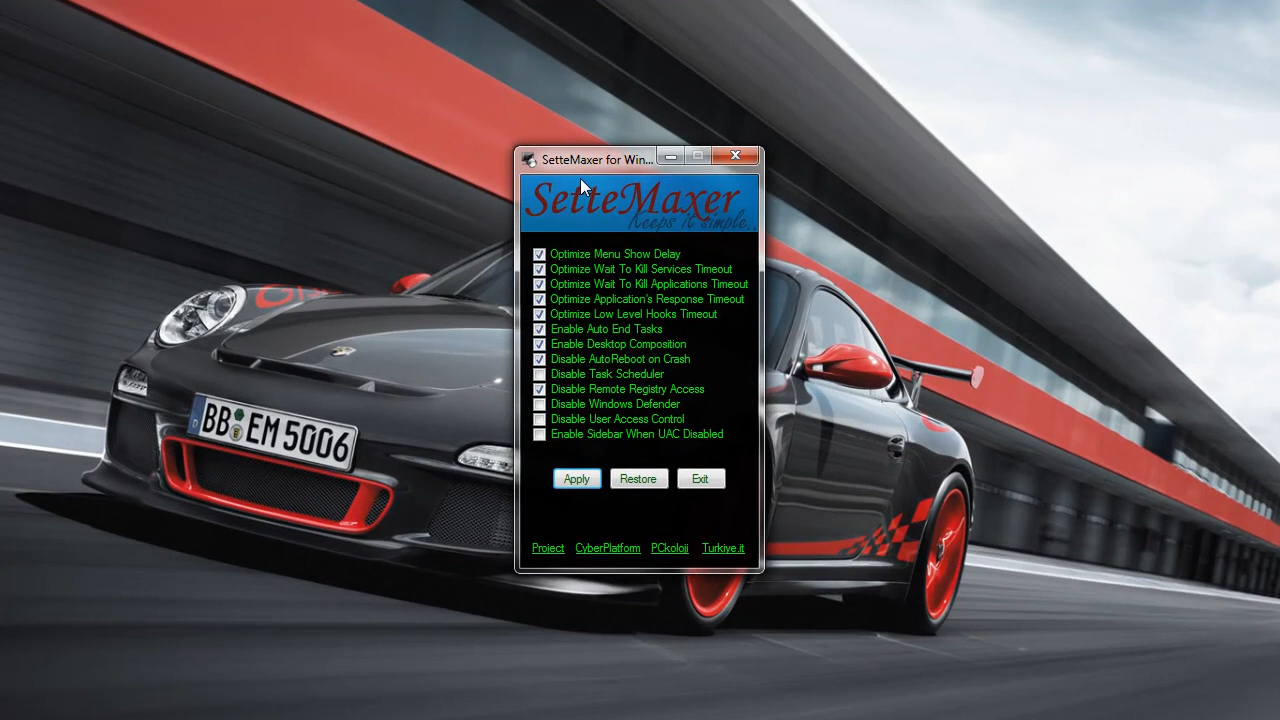 SetteMaxer for Win...
SetteMaxer
Keeps it simple..
Optimize Menu Show Delay
Optimize Wait To Kill Services Timeout
Optimize Wait To Kill Applications Timeout
Optimize Application's Response Timeout
Optimize Low Level Hooks Timeout
Enable Auto End Tasks
Enable Desktop Composition
Disable AutoReboot on Crash
Disable Task Scheduler
Disable Remote Registry Access
Disable Windows Defender
Disable User Access Control
Enable Sidebar When UAC Disabled
Apply Restore Exit
Project CyberPlatform PCkoloji Turkiye.it
BB EM 5006